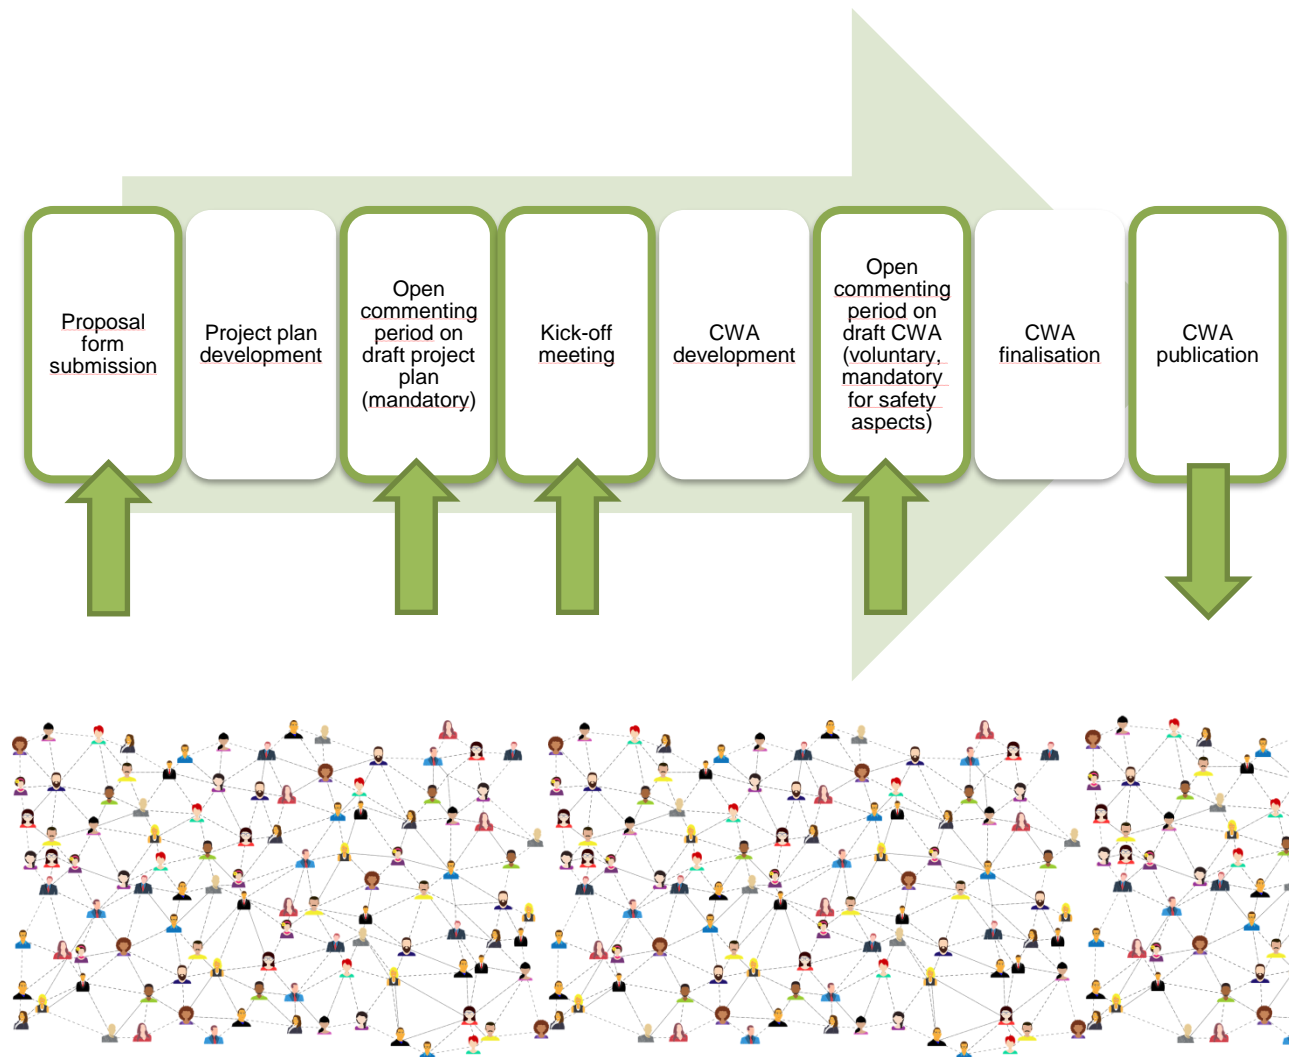 Proposal
form
submission
Project plan
development
Open
commenting
period on
draft project
plan
(mandatory)
Kick-off
meeting
CWA
development
Open
commenting
period on
draft CWA
(voluntary,
mandatory
for safety
aspects)
CWA
finalisation
CWA
publication